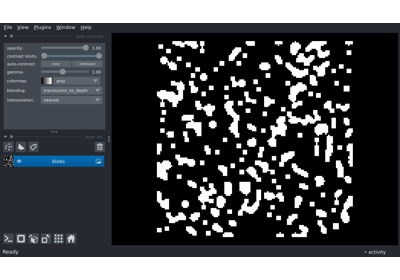 File View Plugins Window Help
opacity: 1.00
contrast limits:
auto-contrast: once continuous
gamma: 1.00
colormap: gray
blending: translucent_no_depth
interpolation: nearest
blobs
Ready
activity